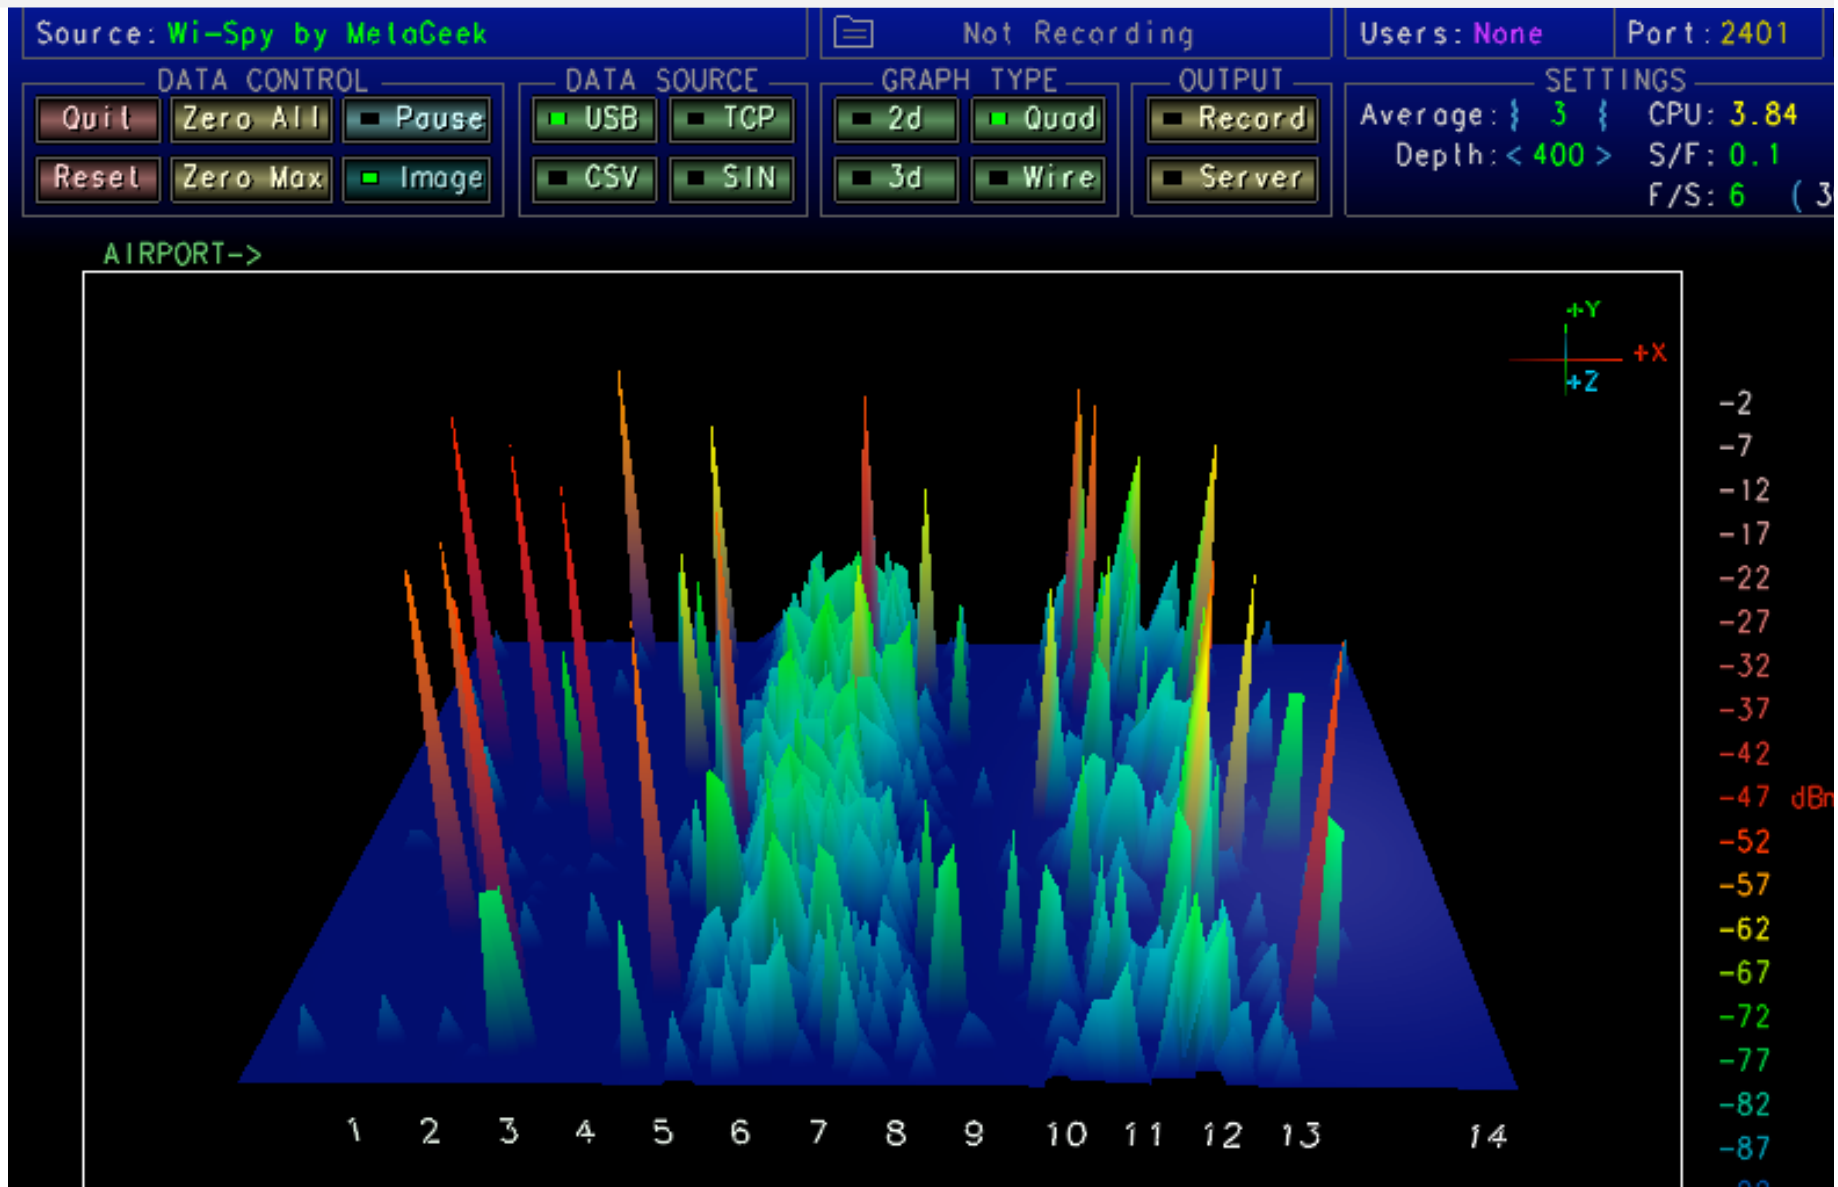 Source: Wi-Spy by MetaGeek Not Recording Users: None Port: 2401
DATA CONTROL DATA SOURCE GRAPH TYPE OUTPUT SETTINGS
Quit Zero All Pause USB TCP 2d Quad Record Average: 3 CPU: 3.84
Depth: < 400 > S/F: 0.1
Reset Zero Max Image CSV SIN 3d Wire Server
F/S: 6 ( 3
AIRPORT->
+Y
+X
+Z
-2
-7
-12
-17
-22
-27
-32
-37
-42
-47 dBm
-52
-57
-62
-67
-72
-77
-82
-87
1 2 3 4 5 6 7 8 9 10 11 12 13 14